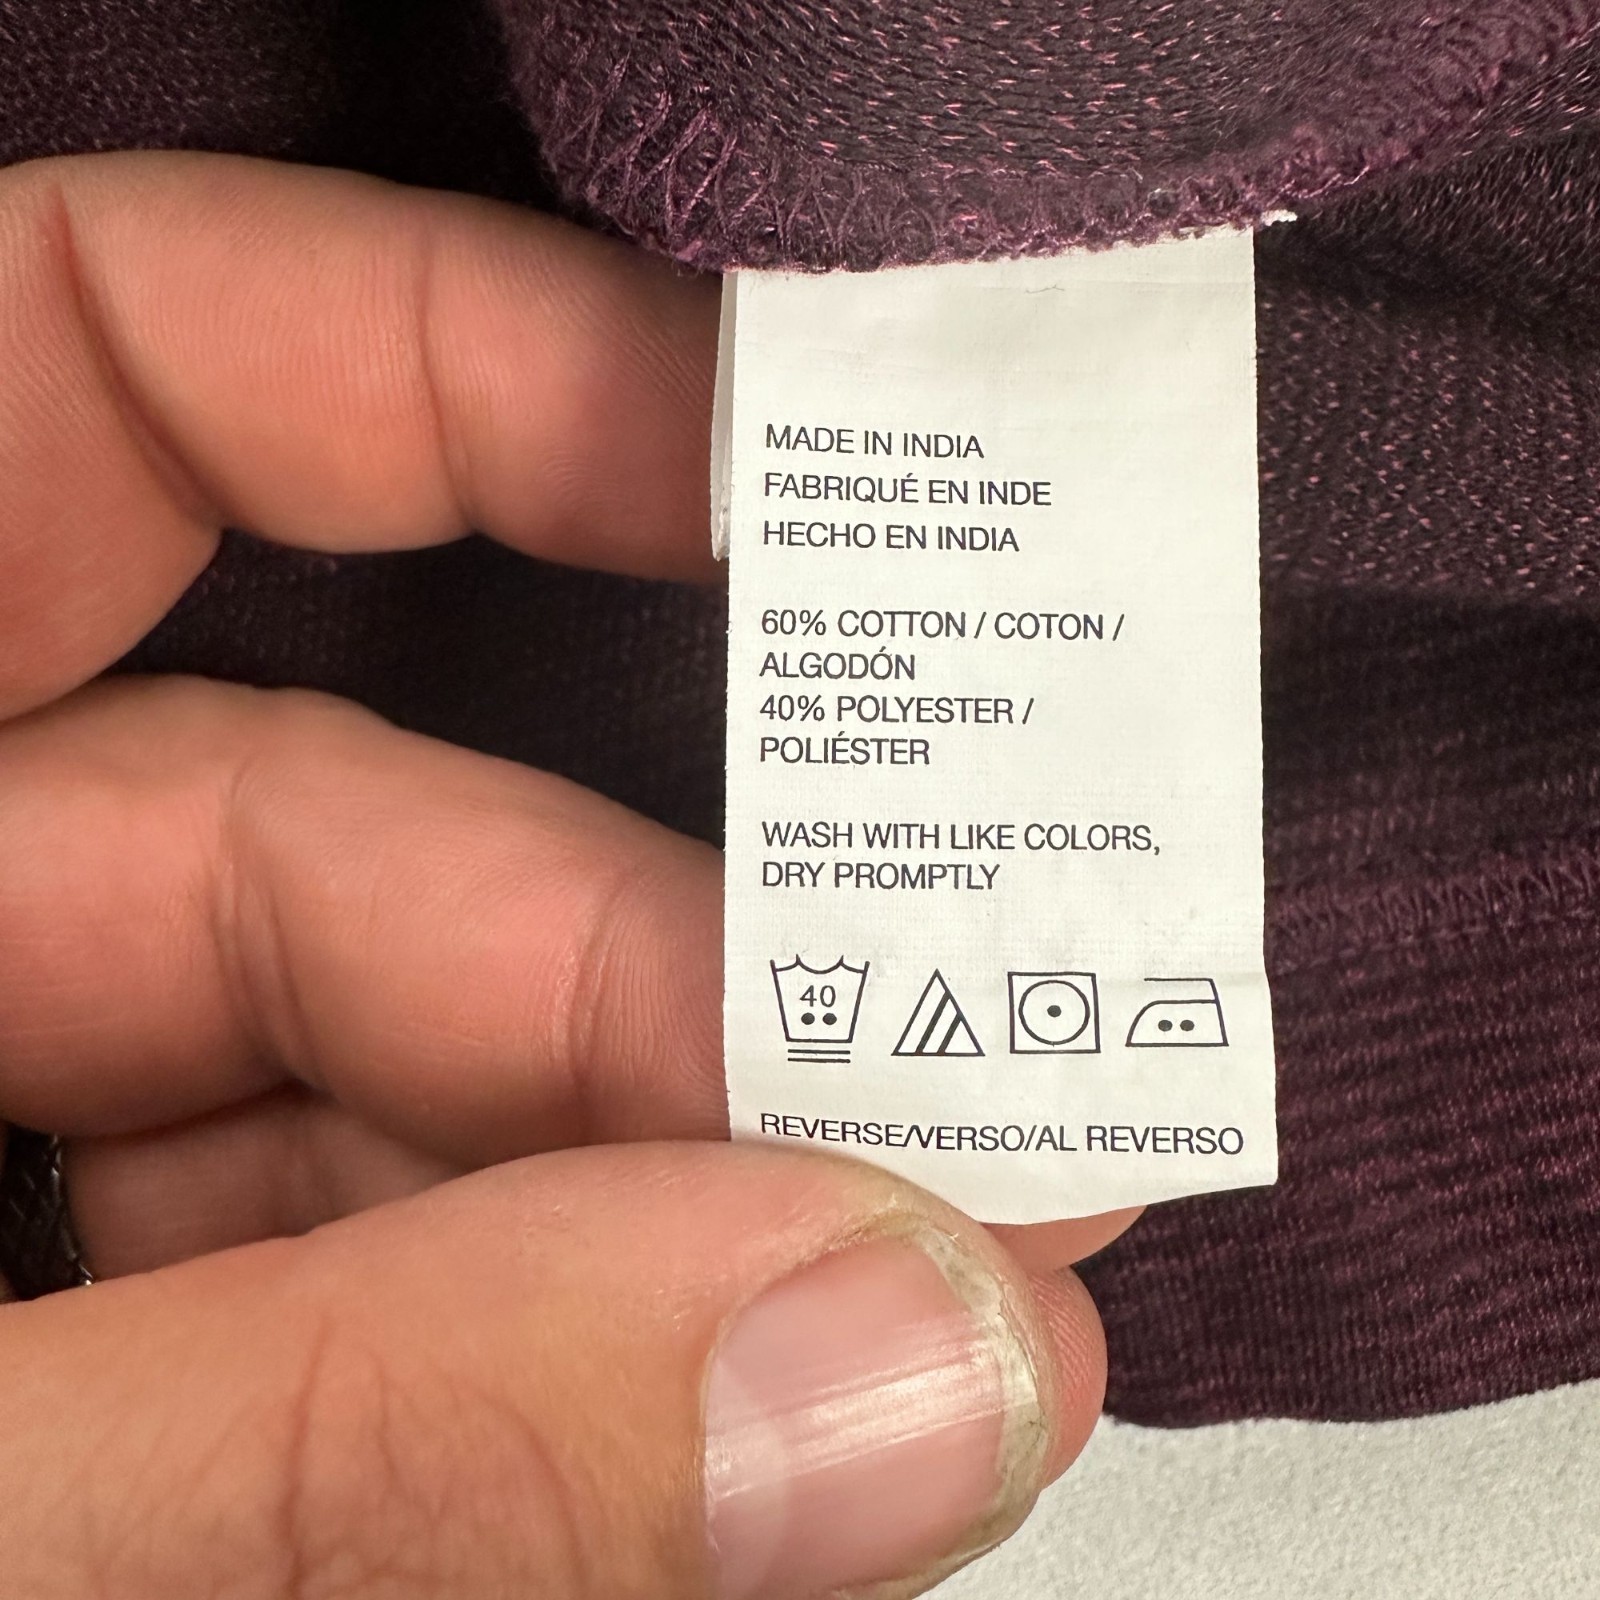 MADE IN INDIA
FABRIQUÉ EN INDE
HECHO EN INDIA
60% COTTON / COTON /
ALGODÓN
40% POLYESTER /
POLIÉSTER
WASH WITH LIKE COLORS,
DRY PROMPTLY
40
REVERSE/VERSO/AL REVERSO